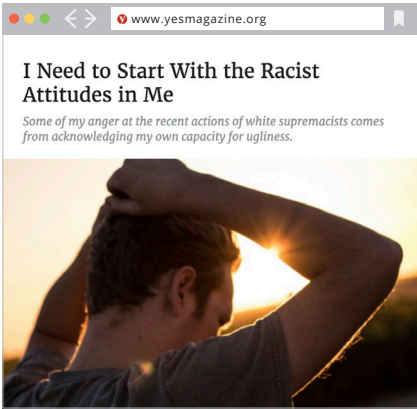 www.yesmagazine.org
I Need to Start With the Racist
Attitudes in Me
Some of my anger at the recent actions of white supremacists comes
from acknowledging my own capacity for ugliness.